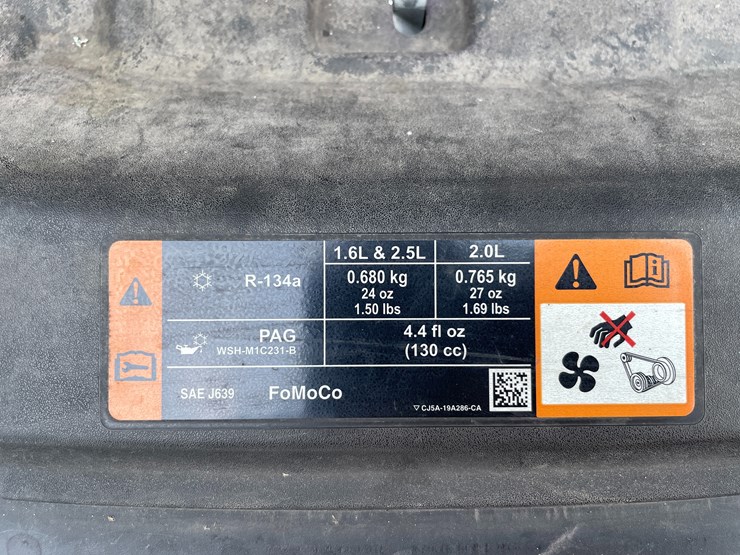 1.6L & 2.5L 2.0L
R-134a
0.680 kg 0.765 kg
24 oz 27 oz
1.50 lbs 1.69 lbs
PAG
WSH-M1C231-B
4.4 fl oz
(130 cc)
SAE J639 FoMoCo
CJ5A-19A286-CA